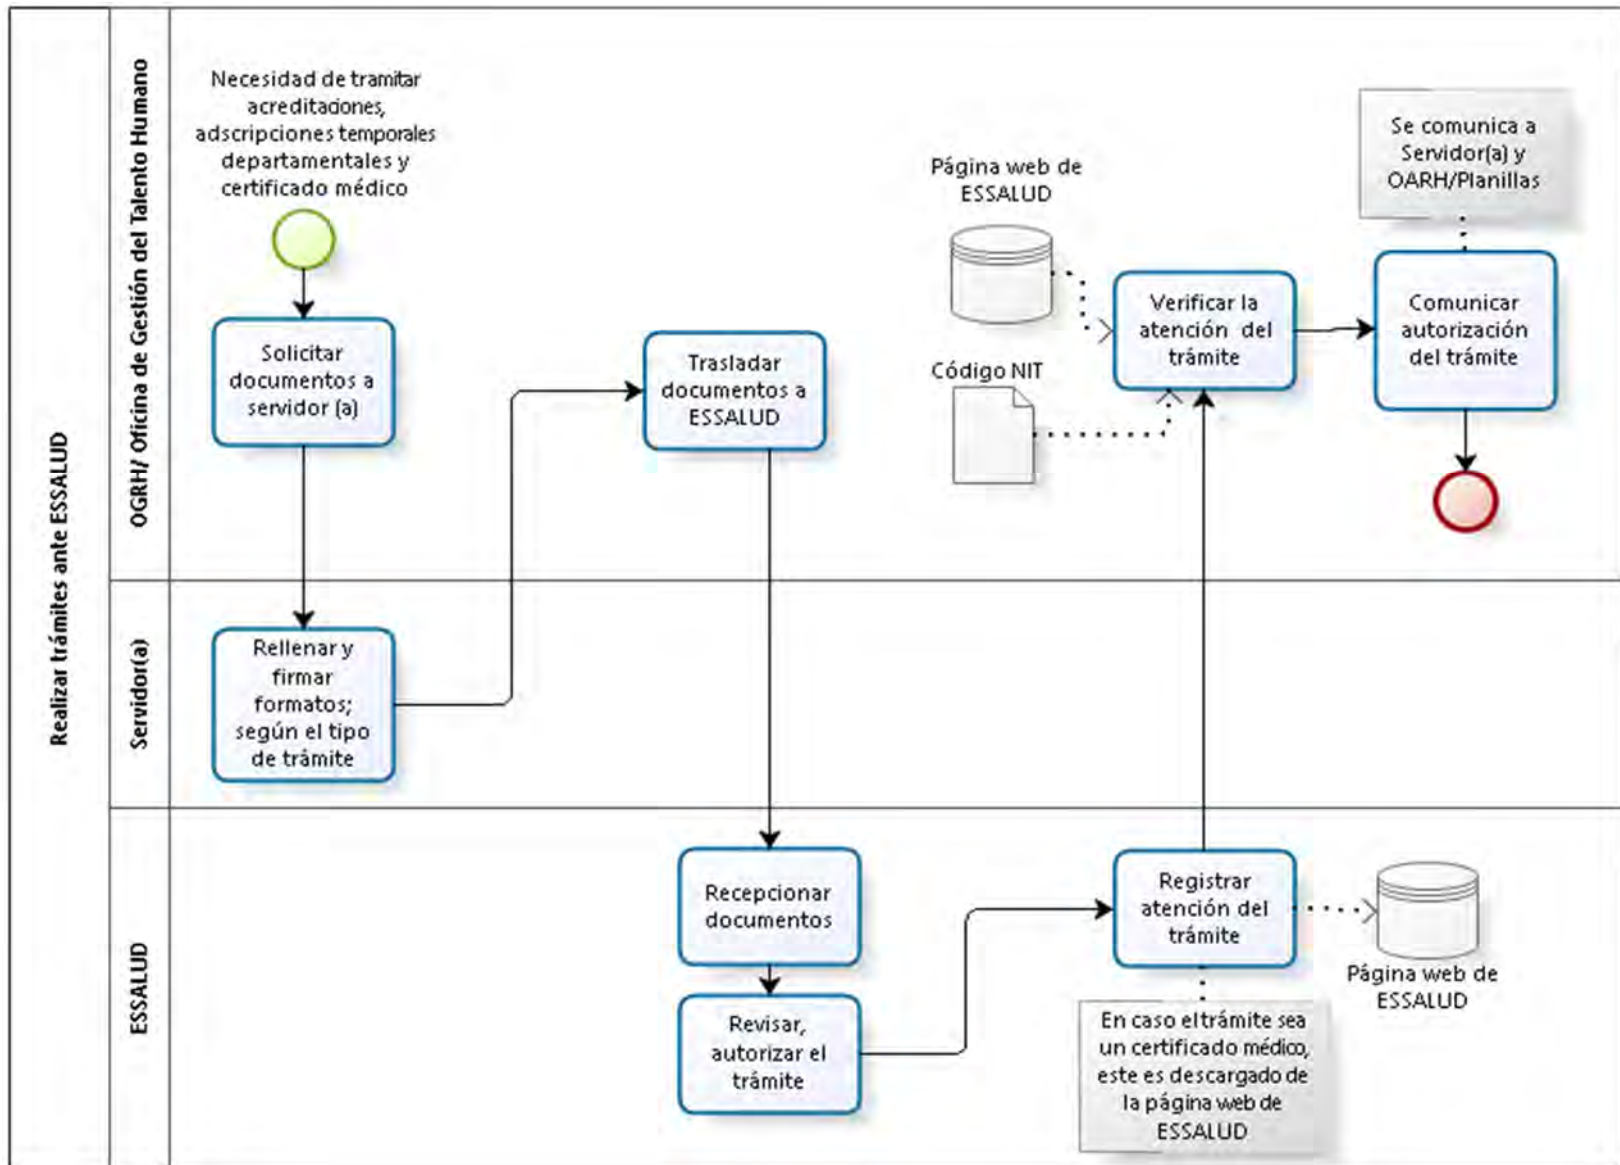 Realizar trámites ante ESSALUD
OGRH/ Oficina de Gestión del Talento Humano
Necesidad de tramitar
acreditaciones,
adscripciones temporales
departamentales y
certificado médico
Solicitar
documentos a
servidor (a)
Trasladar
documentos a
ESSALUD
Página web de
ESSALUD
Código NIT
Verificar la
atención del
trámite
Se comunica a
Servidor(a) y
OARH/Planillas
Comunicar
autorización
del trámite
Servidor(a)
Rellenar y
firmar
formatos;
según el tipo
de trámite
ESSALUD
Recepcionar
documentos
Revisar,
autorizar el
trámite
Registrar
atención del
trámite
Página web de
ESSALUD
En caso el trámite sea
un certificado médico,
este es descargado de
la página web de
ESSALUD